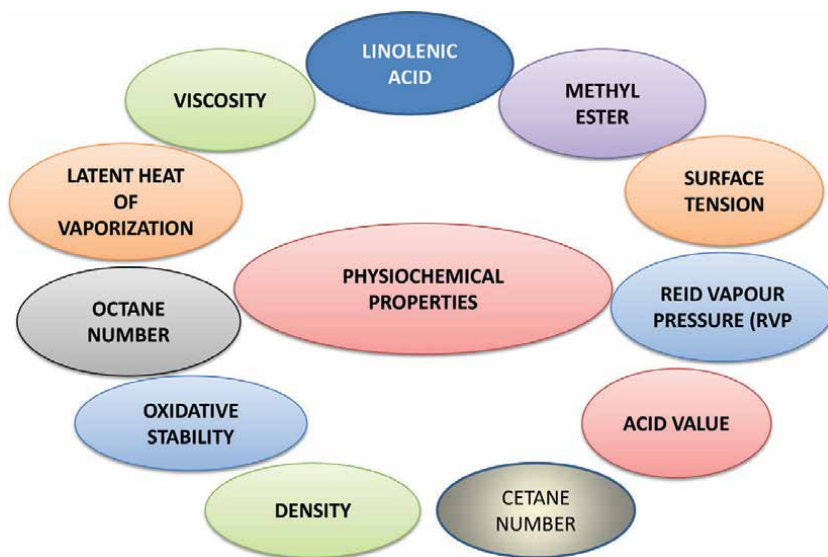 LINOLENIC
ACID
METHYL
ESTER
VISCOSITY
SURFACE
TENSION
LATENT HEAT
OF
VAPORIZATION
PHYSIOCHEMICAL
PROPERTIES
REID VAPOUR
PRESSURE (RVP
OCTANE
NUMBER
OXIDATIVE
STABILITY
ACID VALUE
DENSITY
CETANE
NUMBER